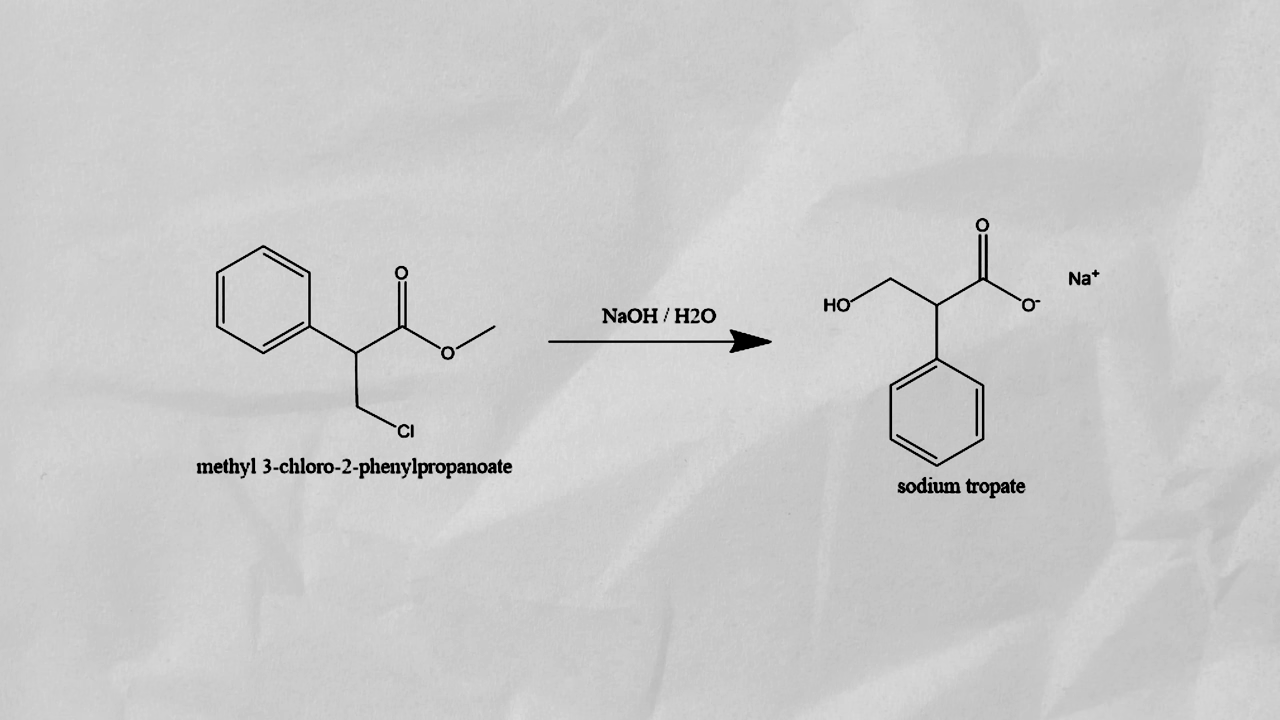 O
O
Cl
methyl 3-chloro-2-phenylpropanoate
NaOH / H2O
O
HO
O-
Na+
sodium tropate